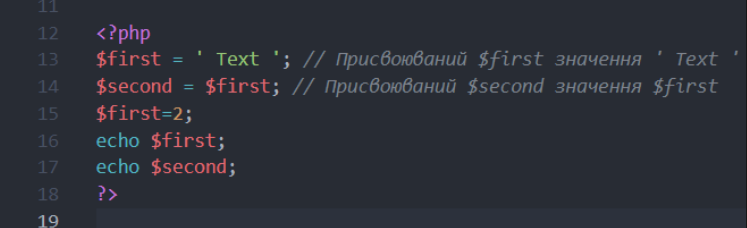 11
12 <?php
13 $first = ' Text '; // Присвоюваний $first значення ' Text '
14 $second = $first; // Присвоюваний $second значення $first
15 $first=2;
16 echo $first;
17 echo $second;
18 ?>
19